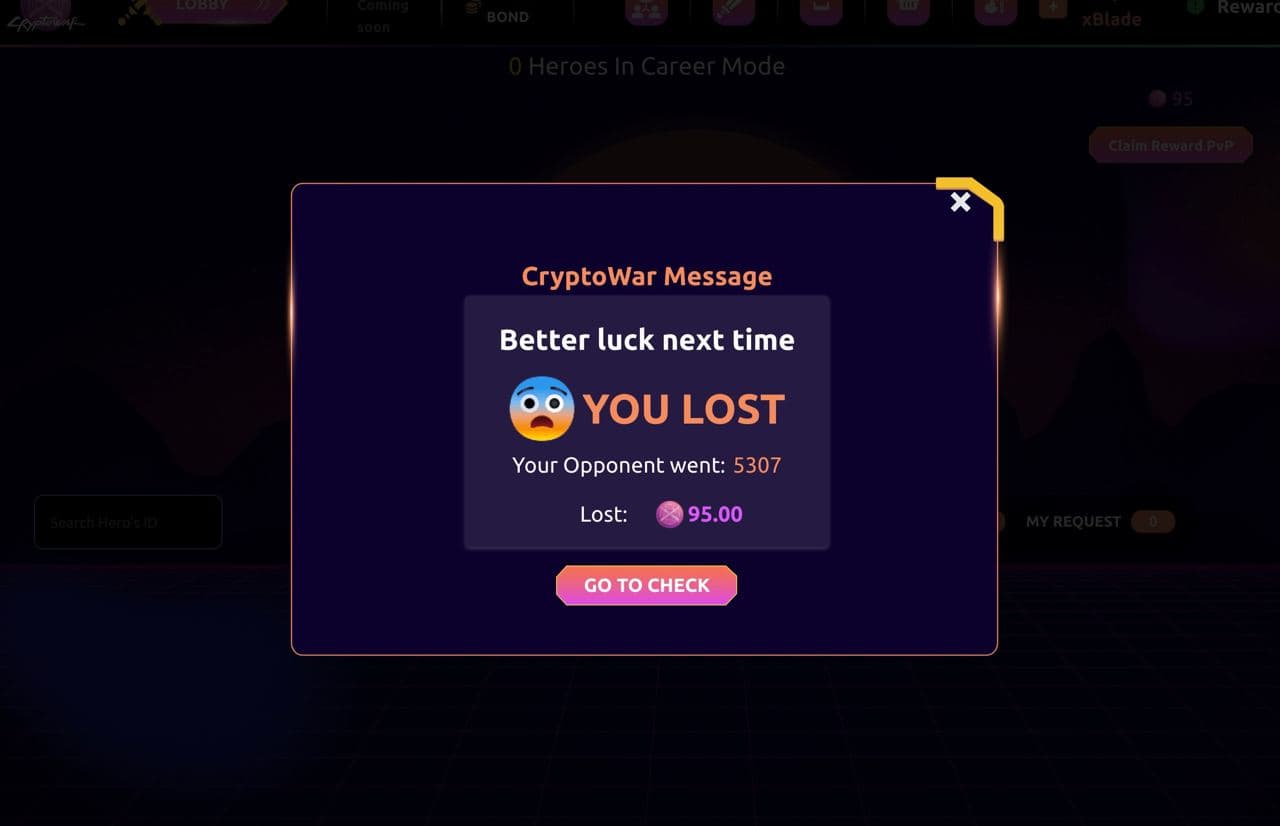 Cryptowar
LOBBY
Coming
soon
BOND
xBlade
Reward
0 Heroes In Career Mode
95
Claim Reward PvP
CryptoWar Message
Better luck next time
YOU LOST
Your Opponent went: 5307
Lost: 95.00
GO TO CHECK
Search Hero's ID
MY REQUEST 0